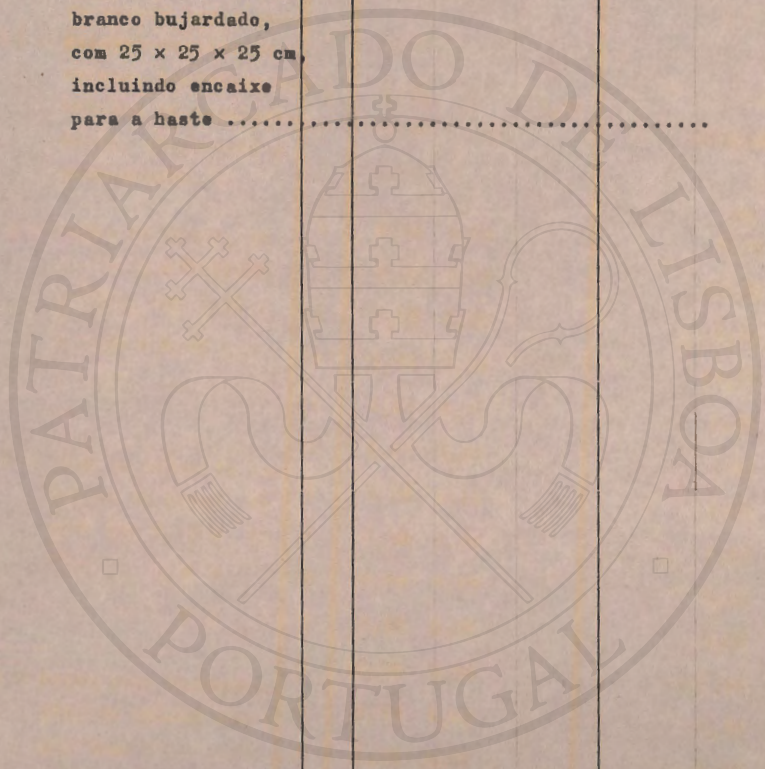 branco bujardado,
com 25 × 25 × 25 cm,
incluindo encaixe
para a haste ................................................
PATRIARCADO DE LISBOA
PORTUGAL